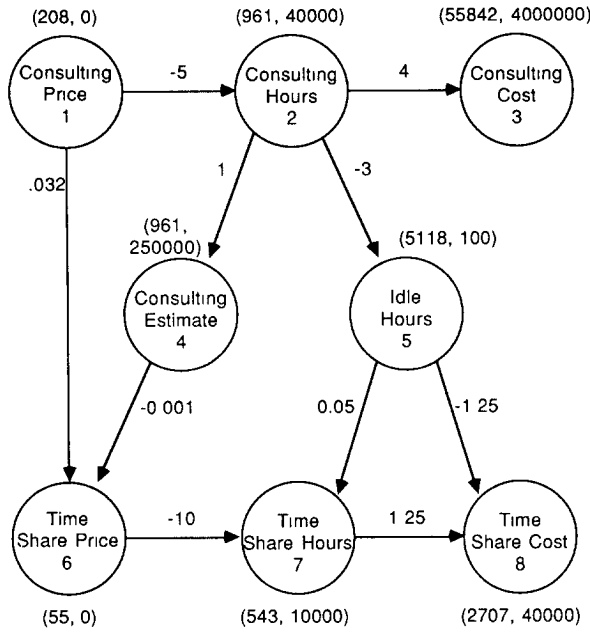 (208, 0)
(961, 40000)
(55842, 4000000)
Consulting
Price
1
-5
Consulting
Hours
2
4
Consulting
Cost
3
.032
1
-3
(961,
250000)
(5118, 100)
Consulting
Estimate
4
Idle
Hours
5
-0 001
0.05
-1 25
Time
Share Price
6
-10
Time
Share Hours
7
1 25
Time
Share Cost
8
(55, 0)
(543, 10000)
(2707, 40000)